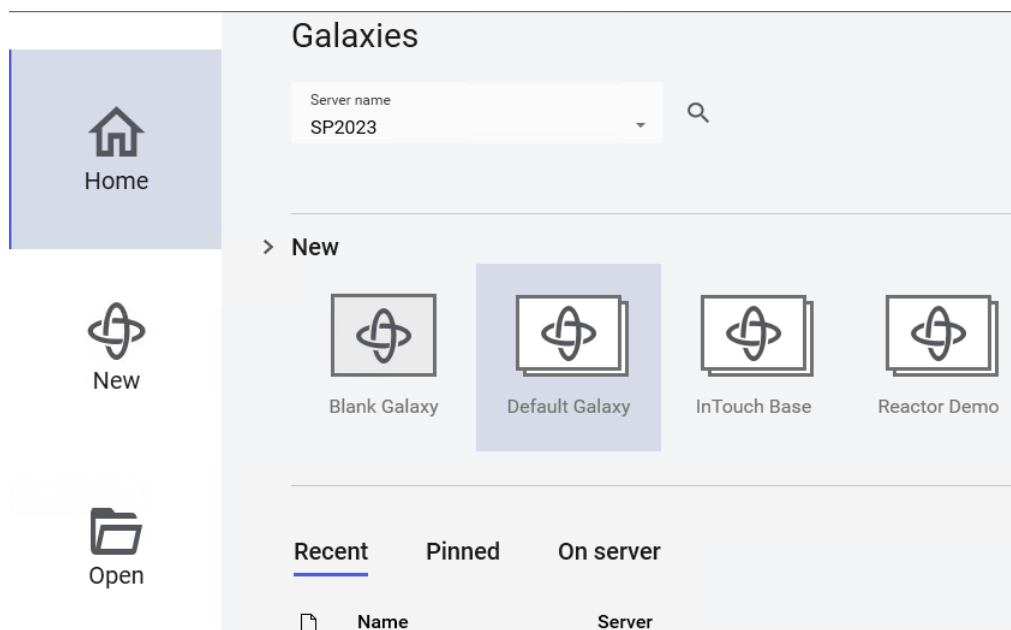 Galaxies
Server name
SP2023
Home
New
New
Blank Galaxy
Default Galaxy
InTouch Base
Reactor Demo
Open
Recent
Pinned
On server
Name
Server